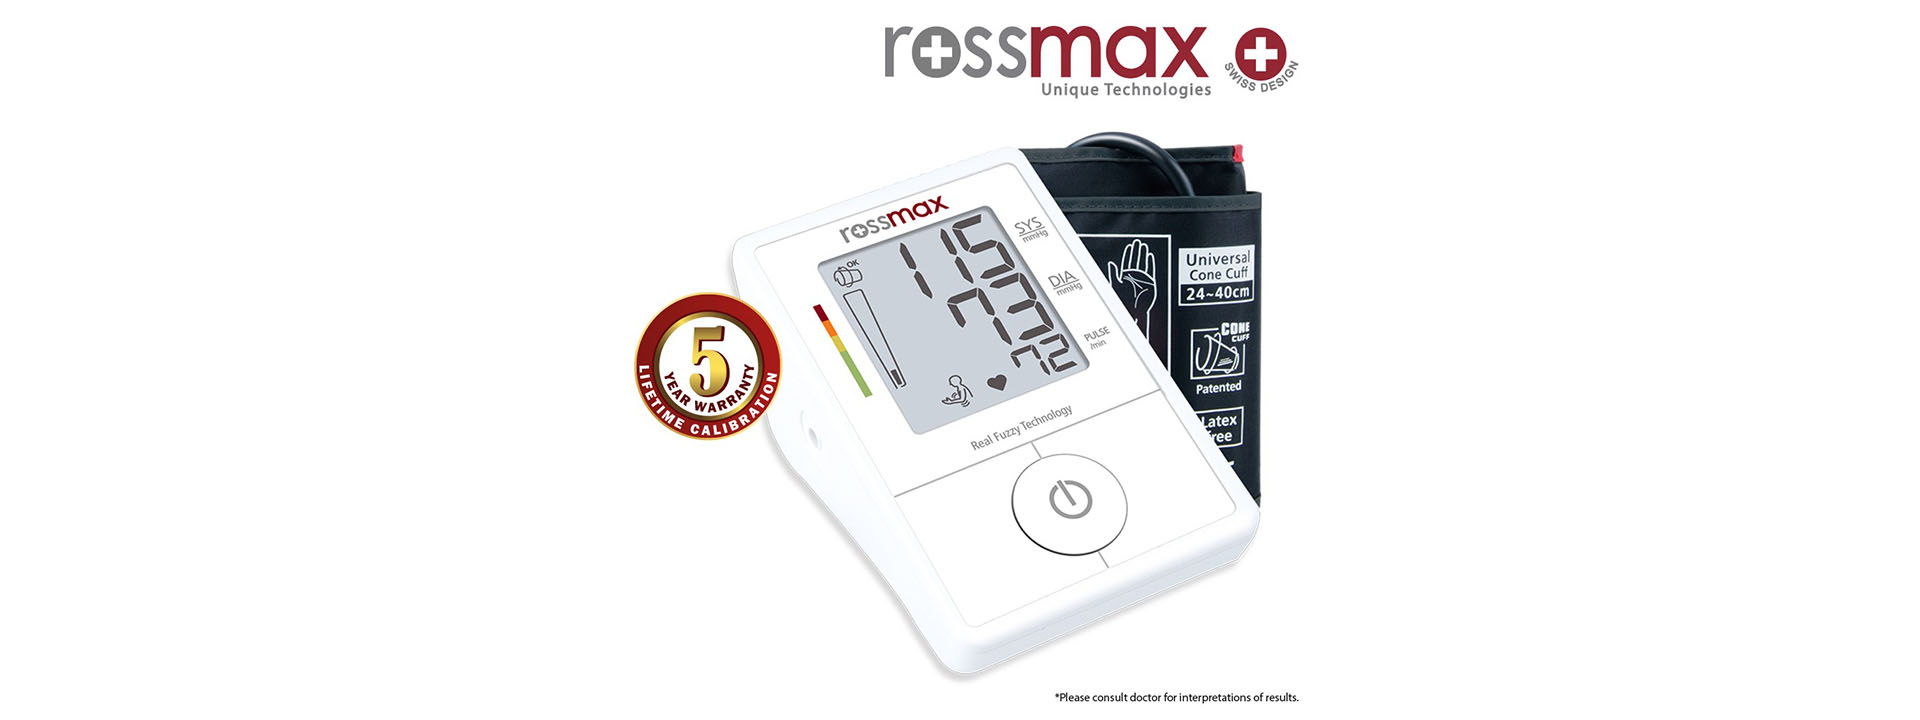 rossmax
Unique Technologies
SWISS DESIGN
rossmax
OK
115
SYS
mmHg
73
DIA
mmHg
72
PULSE
/min
Real Fuzzy Technology
Universal
Cone Cuff
24~40cm
CONE
CUFF
Patented
Latex
5
YEAR WARRANTY
LIFETIME CALIBRATION
*Please consult doctor for interpretations of results.